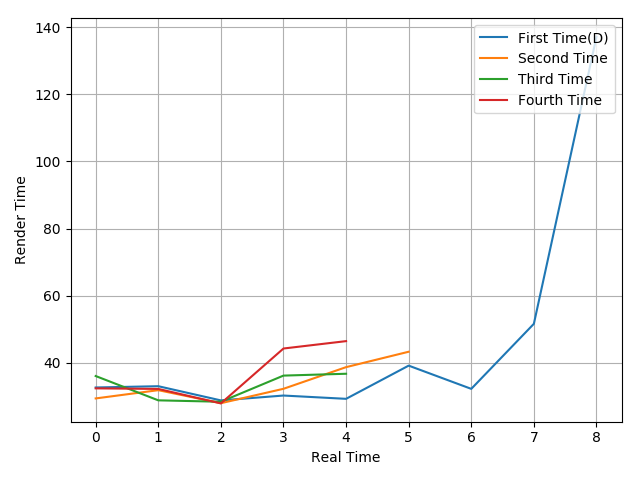 140
120
100
80
60
40
Render Time
First Time(D)
Second Time
Third Time
Fourth Time
0 1 2 3 4 5 6 7 8
Real Time